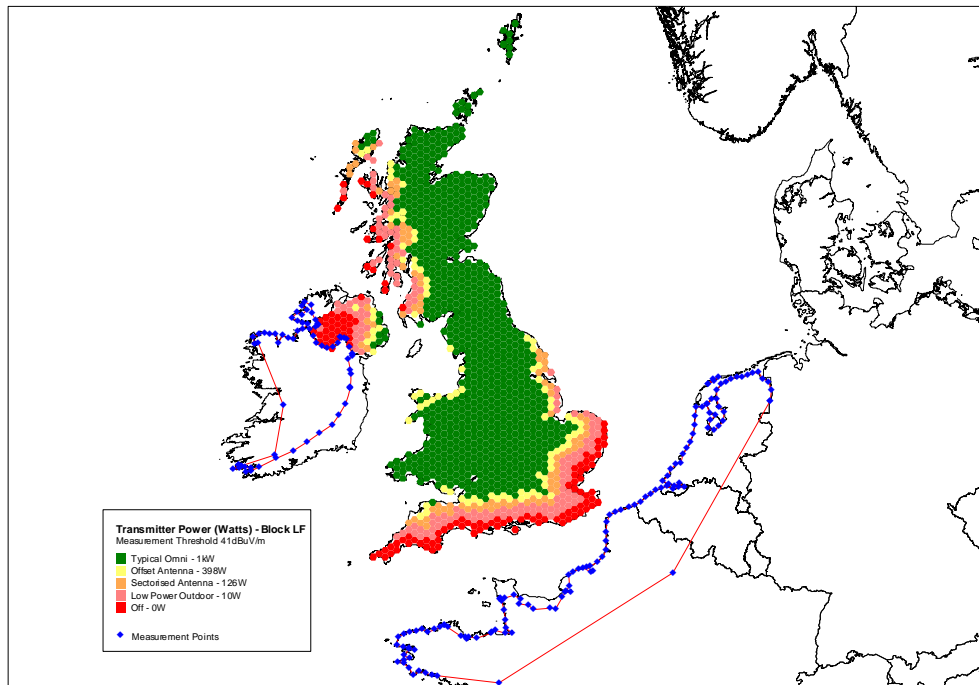 Transmitter Power (Watts) - Block LF
Measurement Threshold 41dBuV/m
Typical Omni - 1kW
Offset Antenna - 398W
Sectorised Antenna - 126W
Low Power Outdoor - 10W
Off - 0W
Measurement Points